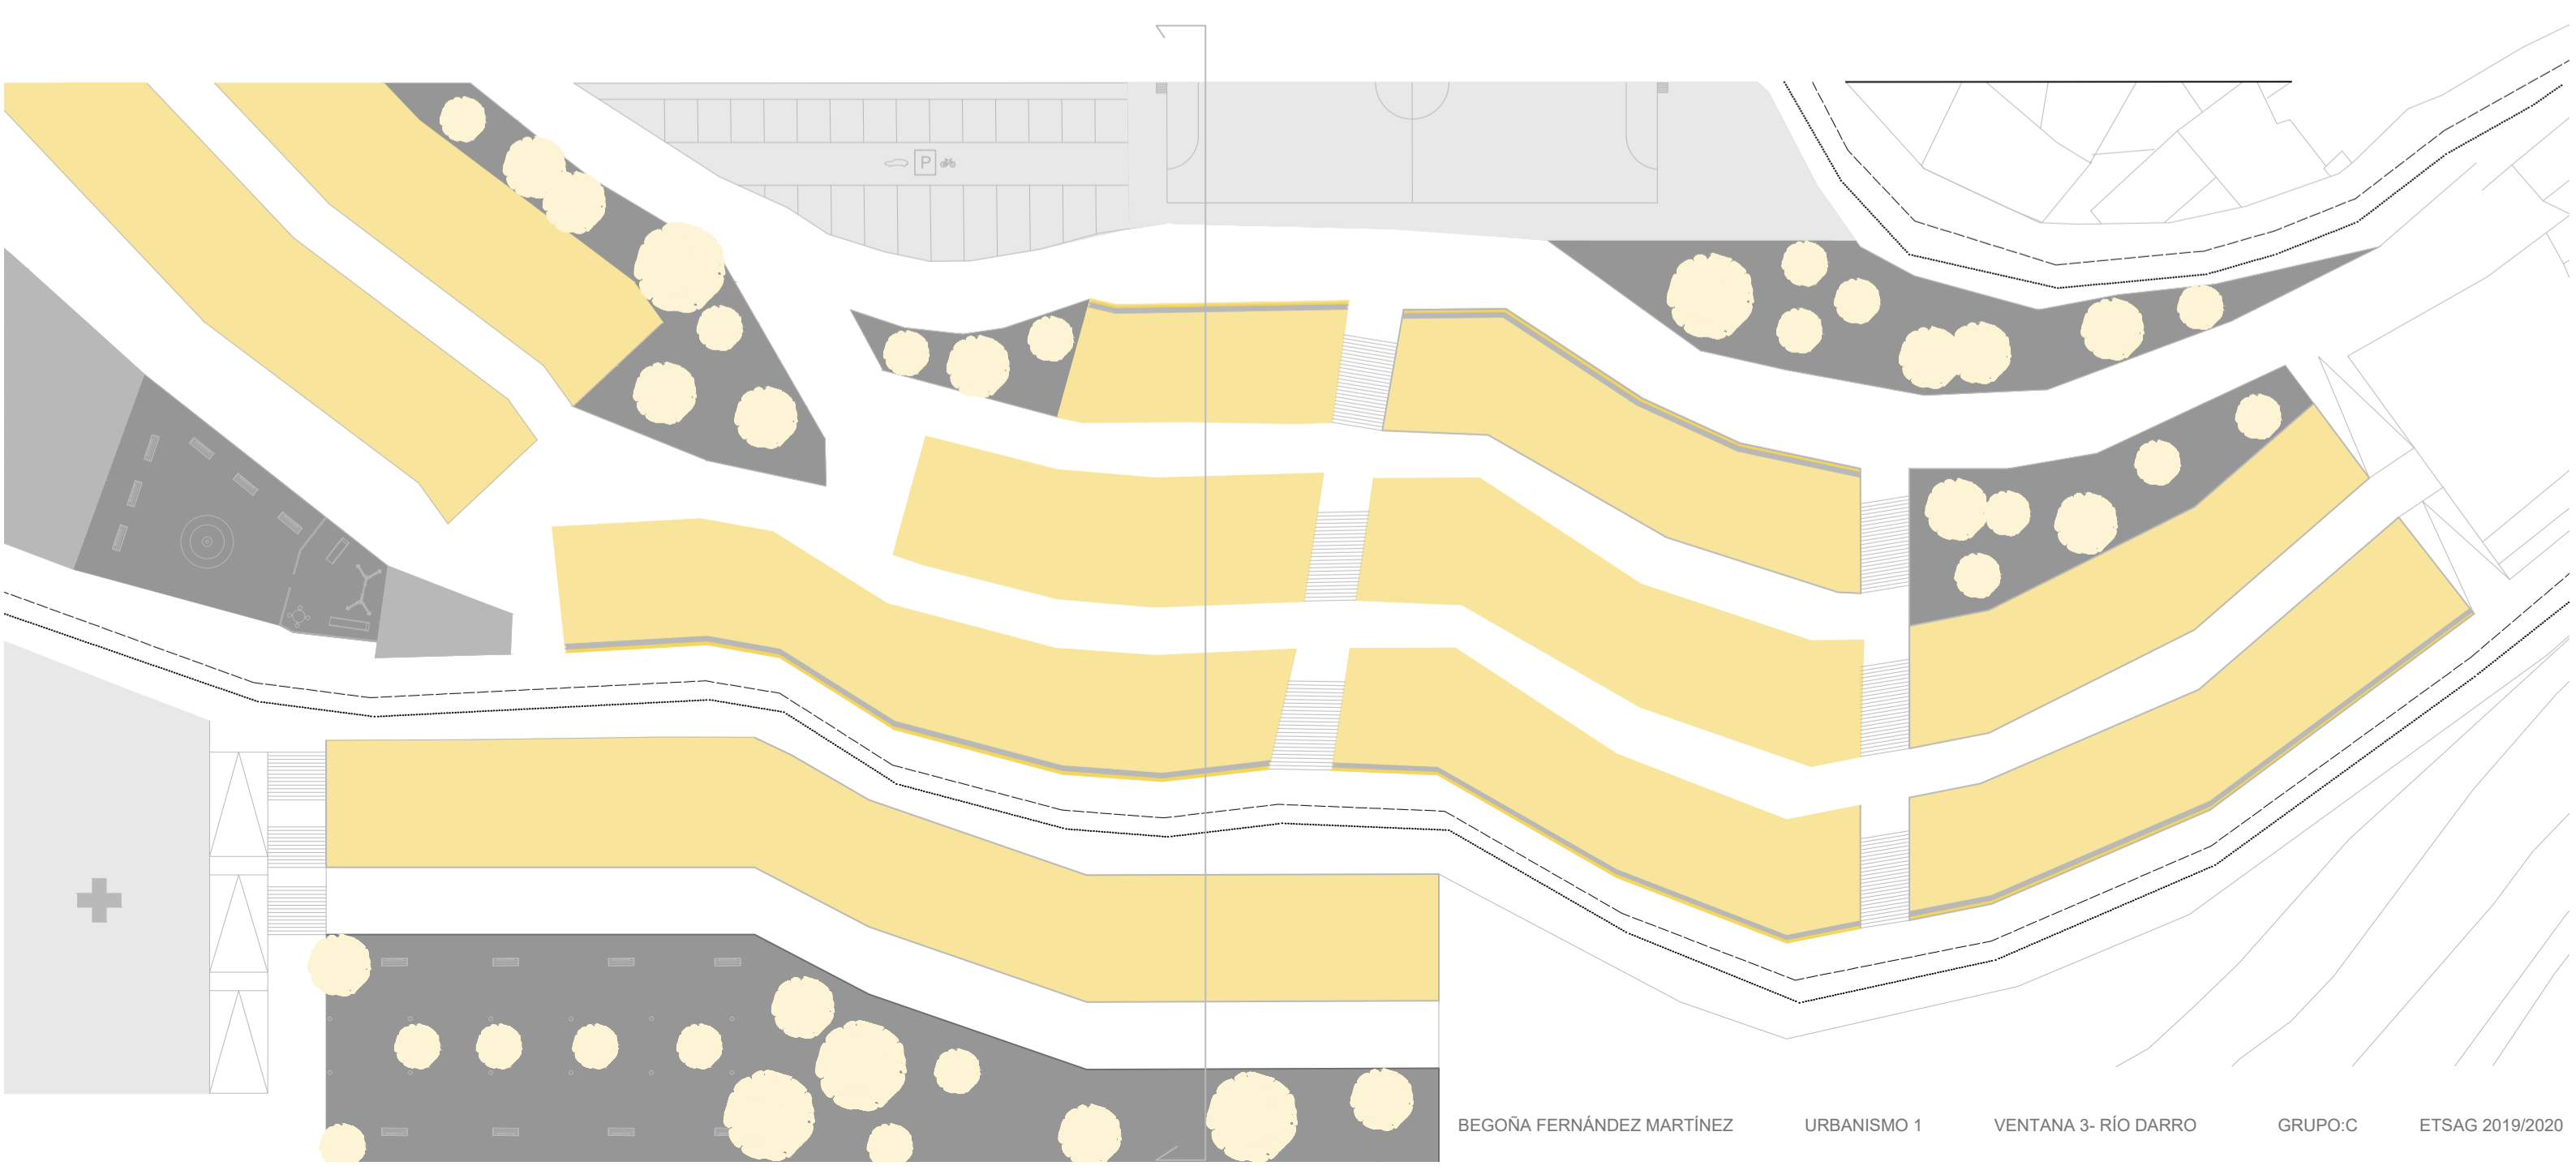 P
BEGOÑA FERNÁNDEZ MARTÍNEZ URBANISMO 1 VENTANA 3- RÍO DARRO GRUPO:C ETSAG 2019/2020